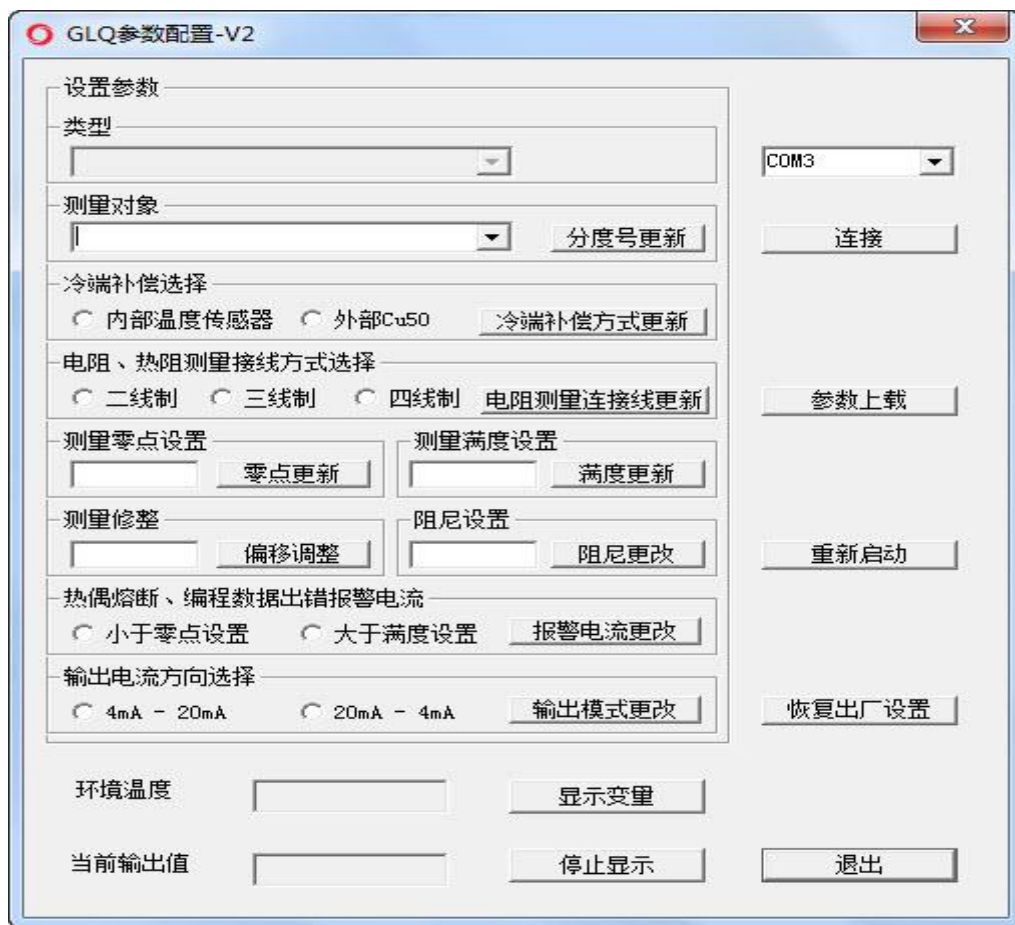 GLQ参数配置-V2
设置参数
类型
COM3
测量对象
分度号更新
连接
冷端补偿选择
内部温度传感器 外部Cu50 冷端补偿方式更新
电阻、热阻测量接线方式选择
二线制 三线制 四线制 电阻测量连接线更新 参数上载
测量零点设置 测量满度设置
零点更新 满度更新
测量修整 阻尼设置
偏移调整 阻尼更改 重新启动
热偶熔断、编程数据出错报警电流
小于零点设置 大于满度设置 报警电流更改
输出电流方向选择
4mA - 20mA 20mA - 4mA 输出模式更改 恢复出厂设置
环境温度 显示变量
当前输出值 停止显示 退出